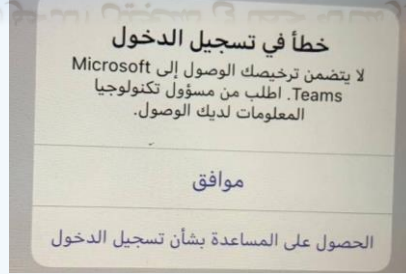 خطأ في تسجيل الدخول
لا يتضمن ترخيصك الوصول إلى Microsoft
Teams. اطلب من مسؤول تكنولوجيا
المعلومات لديك الوصول.
موافق
الحصول على المساعدة بشأن تسجيل الدخول